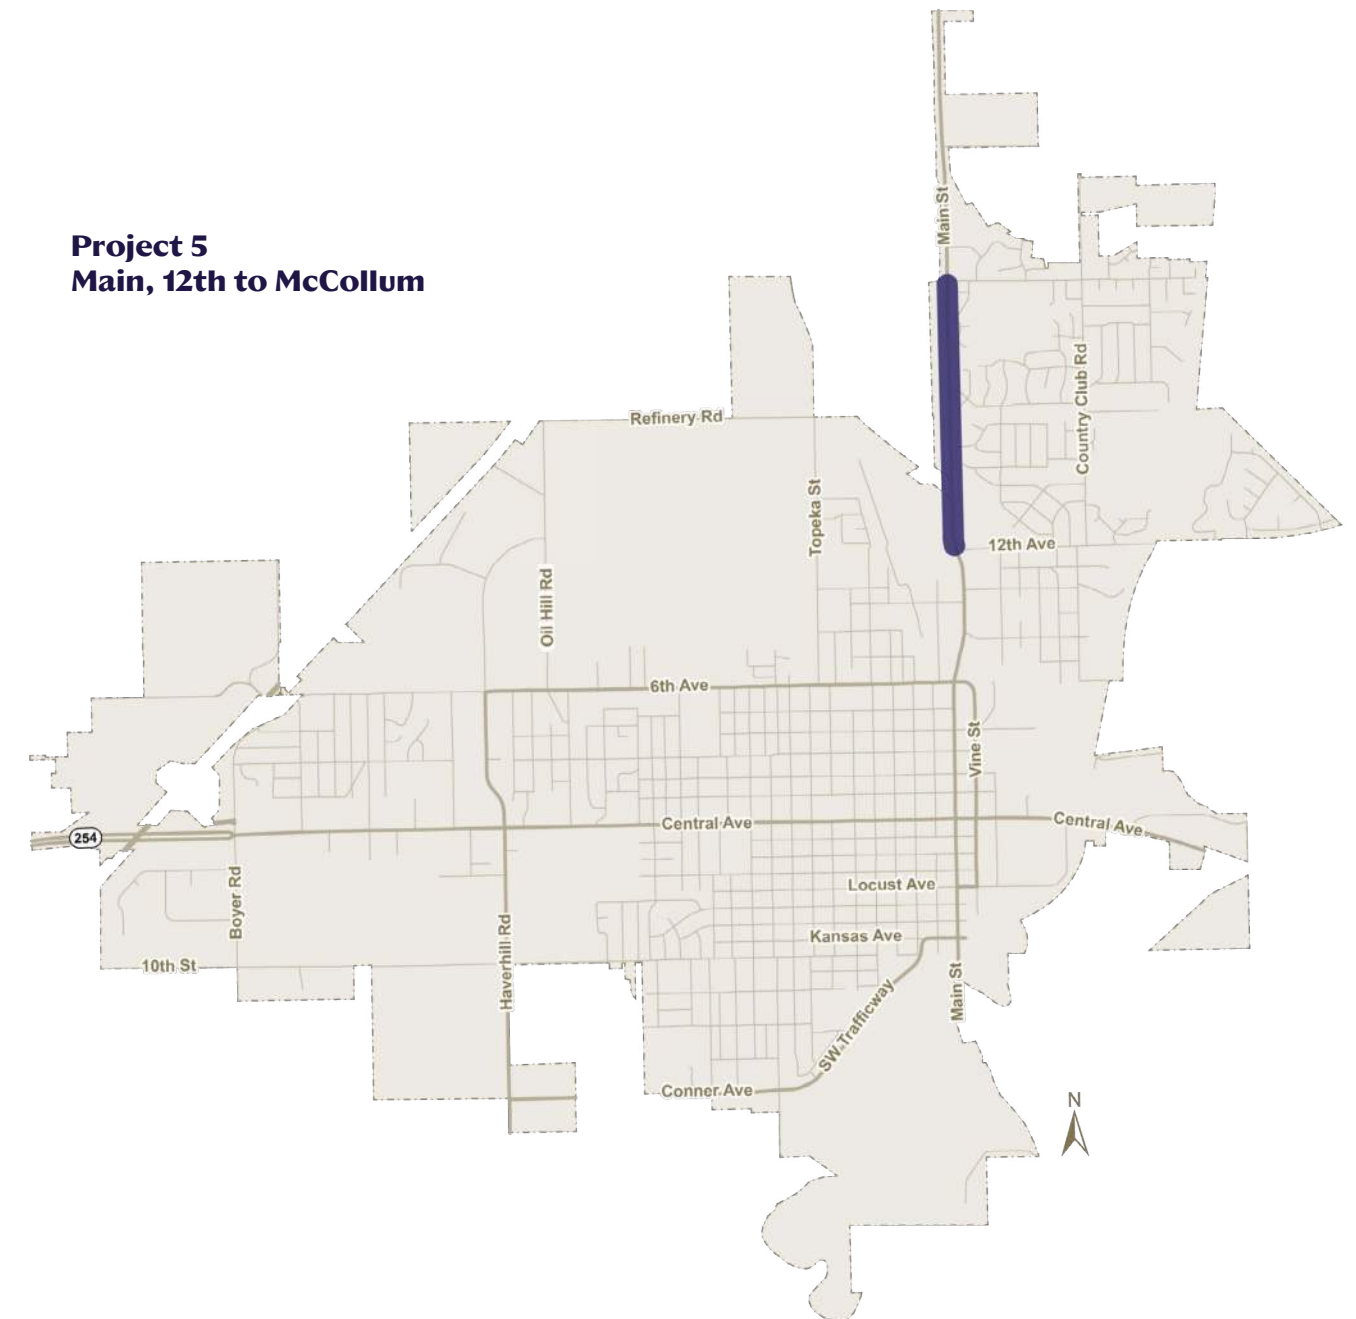 Project 5
Main, 12th to McCollum
Main St
Country Club Rd
Refinery Rd
Topeka St
12th Ave
Oil Hill Rd
6th Ave
Vine St
Central Ave
Central Ave
254
Locust Ave
Boyer Rd
Kansas Ave
Haverhill Rd
10th St
Main St
SW Trafficway
Conner Ave
N